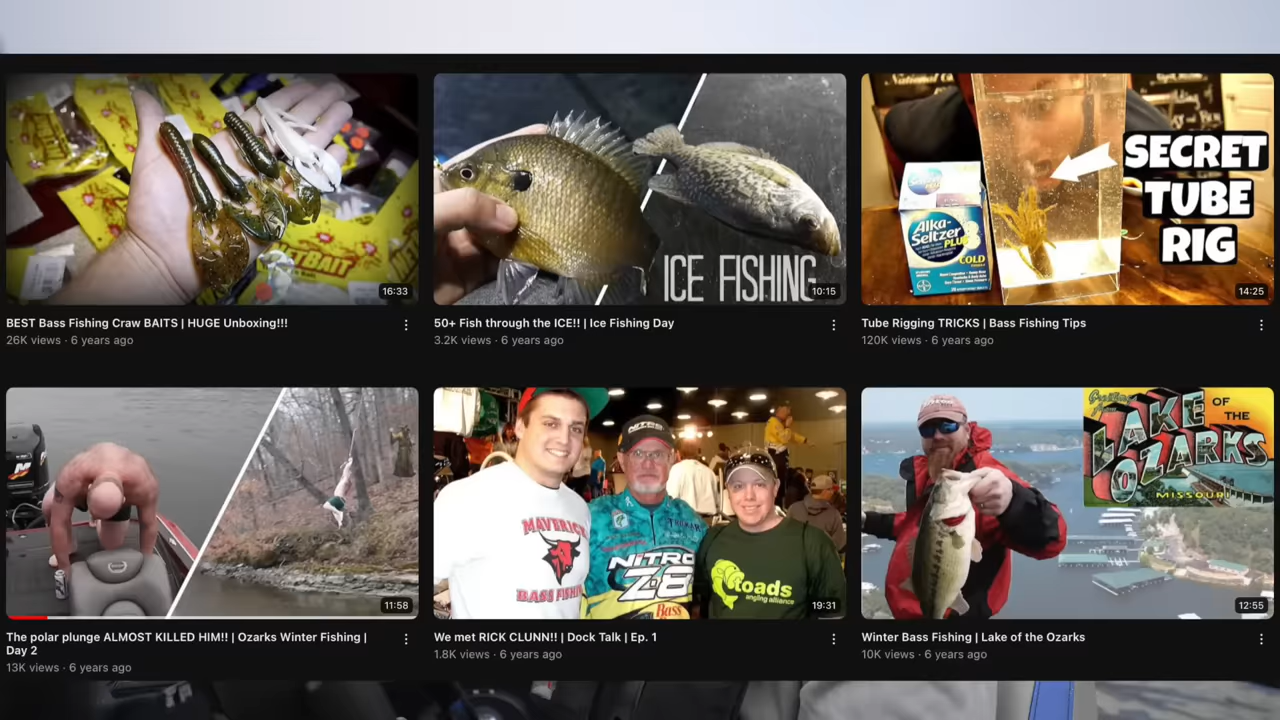 16:33
BEST Bass Fishing Craw BAITS | HUGE Unboxing!!!
26K views · 6 years ago
ICE FISHING
10:15
50+ Fish through the ICE!! | Ice Fishing Day
3.2K views · 6 years ago
Alka-
Seltzer
PLUS
COLD
SECRET
TUBE
RIG
14:25
Tube Rigging TRICKS | Bass Fishing Tips
120K views · 6 years ago
11:58
The polar plunge ALMOST KILLED HIM!! | Ozarks Winter Fishing |
Day 2
13K views · 6 years ago
NITRO
MAVERICK
BASS FISHIN
NITRO
Z-8
Bass
Toads
angling alliance
19:31
We met RICK CLUNN!! | Dock Talk | Ep. 1
1.8K views · 6 years ago
Greetings
from
LAKE OF
THE
OZARKS
MISSOURI
12:55
Winter Bass Fishing | Lake of the Ozarks
10K views · 6 years ago